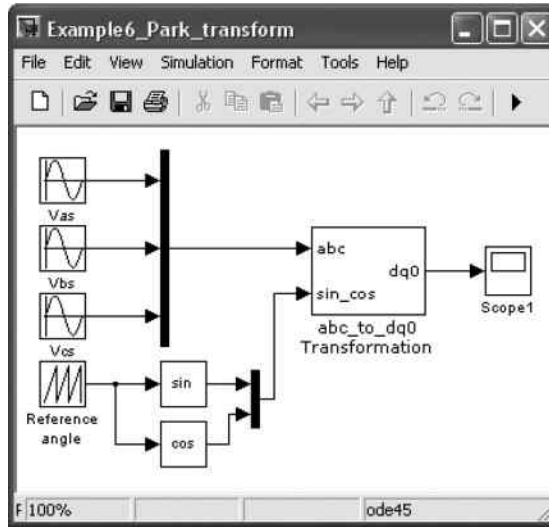 Example6_Park_transform
File Edit View Simulation Format Tools Help
Vas
Vbs
Vcs
Reference
angle
sin
cos
abc
sin_cos
dq0
abc_to_dq0
Transformation
Scope1
F 100%
ode45